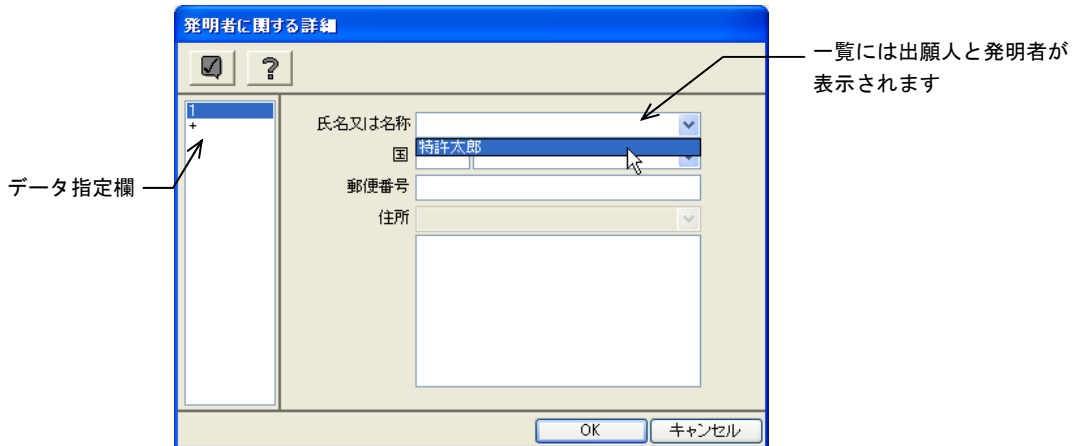 発明者に関する詳細
一覧には出願人と発明者が
表示されます
1
+
氏名又は名称
特許太郎
国
データ指定欄
郵便番号
住所
OK
キャンセル